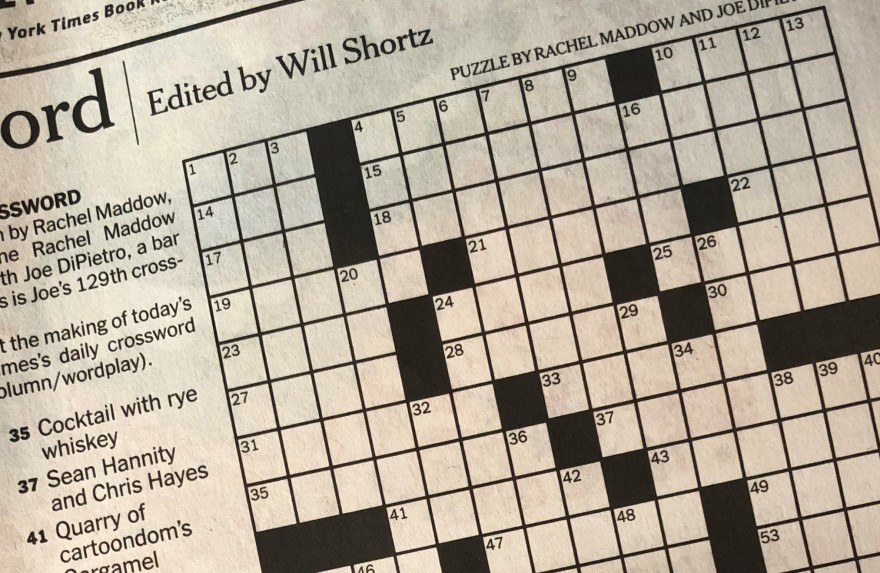 York Times Book
ord
Edited by Will Shortz
PUZZLE BY RACHEL MADDOW AND JOE
SSWORD
n by Rachel Maddow,
ne Rachel Maddow
th Joe DiPietro, a bar
s is Joe's 129th cross-
t the making of today's
mes's daily crossword
olumn/wordplay).
35 Cocktail with rye
whiskey
37 Sean Hannity
and Chris Hayes
41 Quarry of
cartoondom's
Gargamel
1 2 3 4 5 6 7 8 9 10 11 12 13
14 15 16
17 18
19 20 21 22
23 24 25 26
27 28 29 30
31 32 33 34
35 36 37 38 39 40
41 42 43
46 47 48 49
53